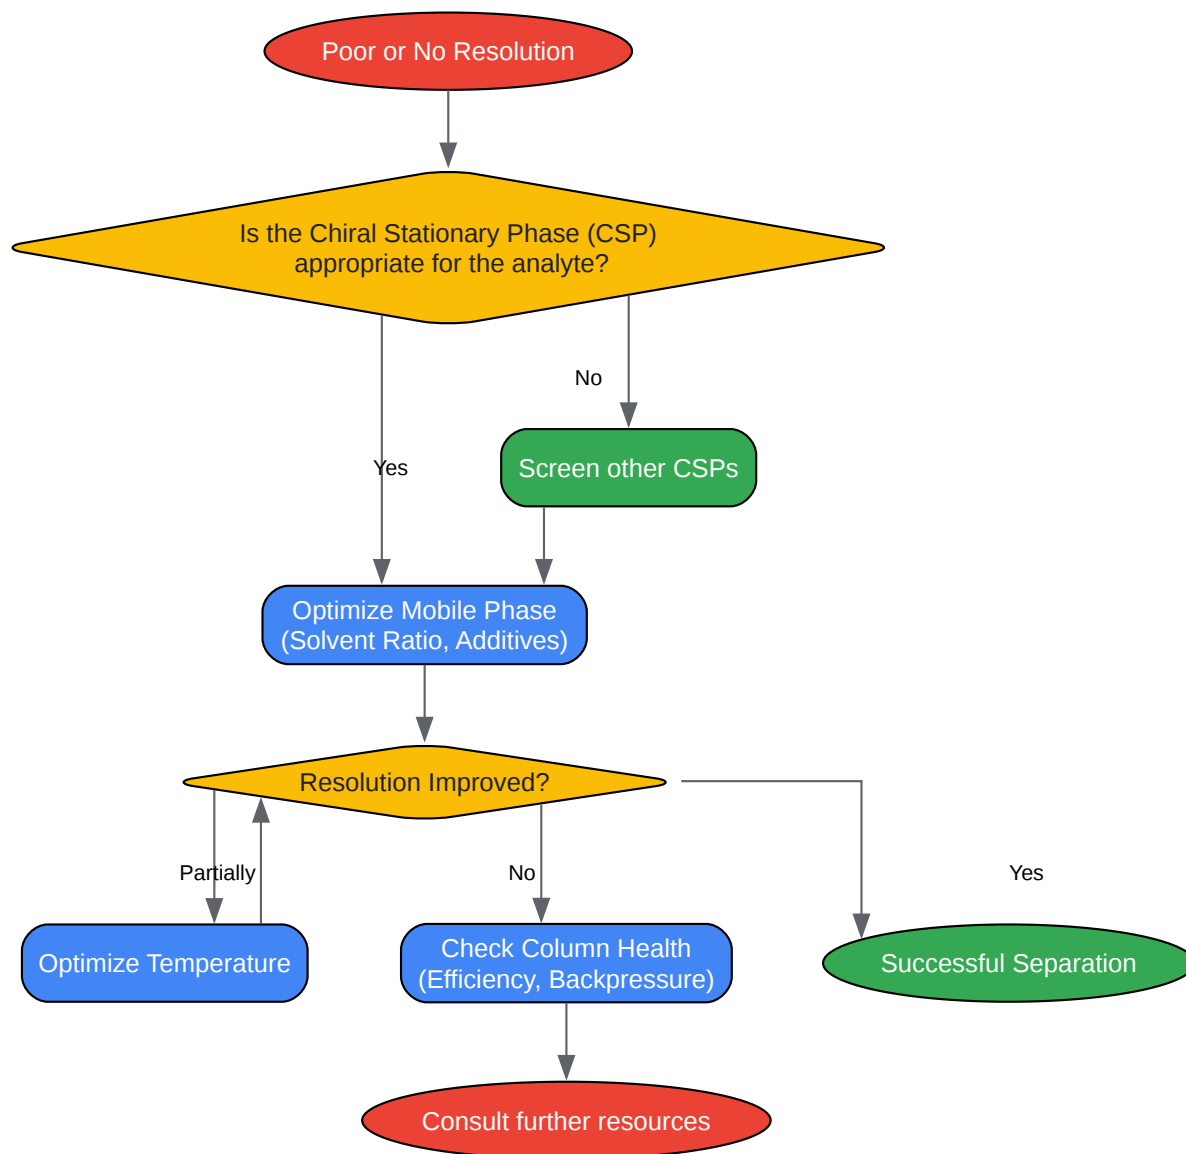 Poor or No Resolution
Is the Chiral Stationary Phase (CSP)
appropriate for the analyte?
No
Yes
Screen other CSPs
Optimize Mobile Phase
(Solvent Ratio, Additives)
Resolution Improved?
Partially
No
Yes
Optimize Temperature
Check Column Health
(Efficiency, Backpressure)
Successful Separation
Consult further resources